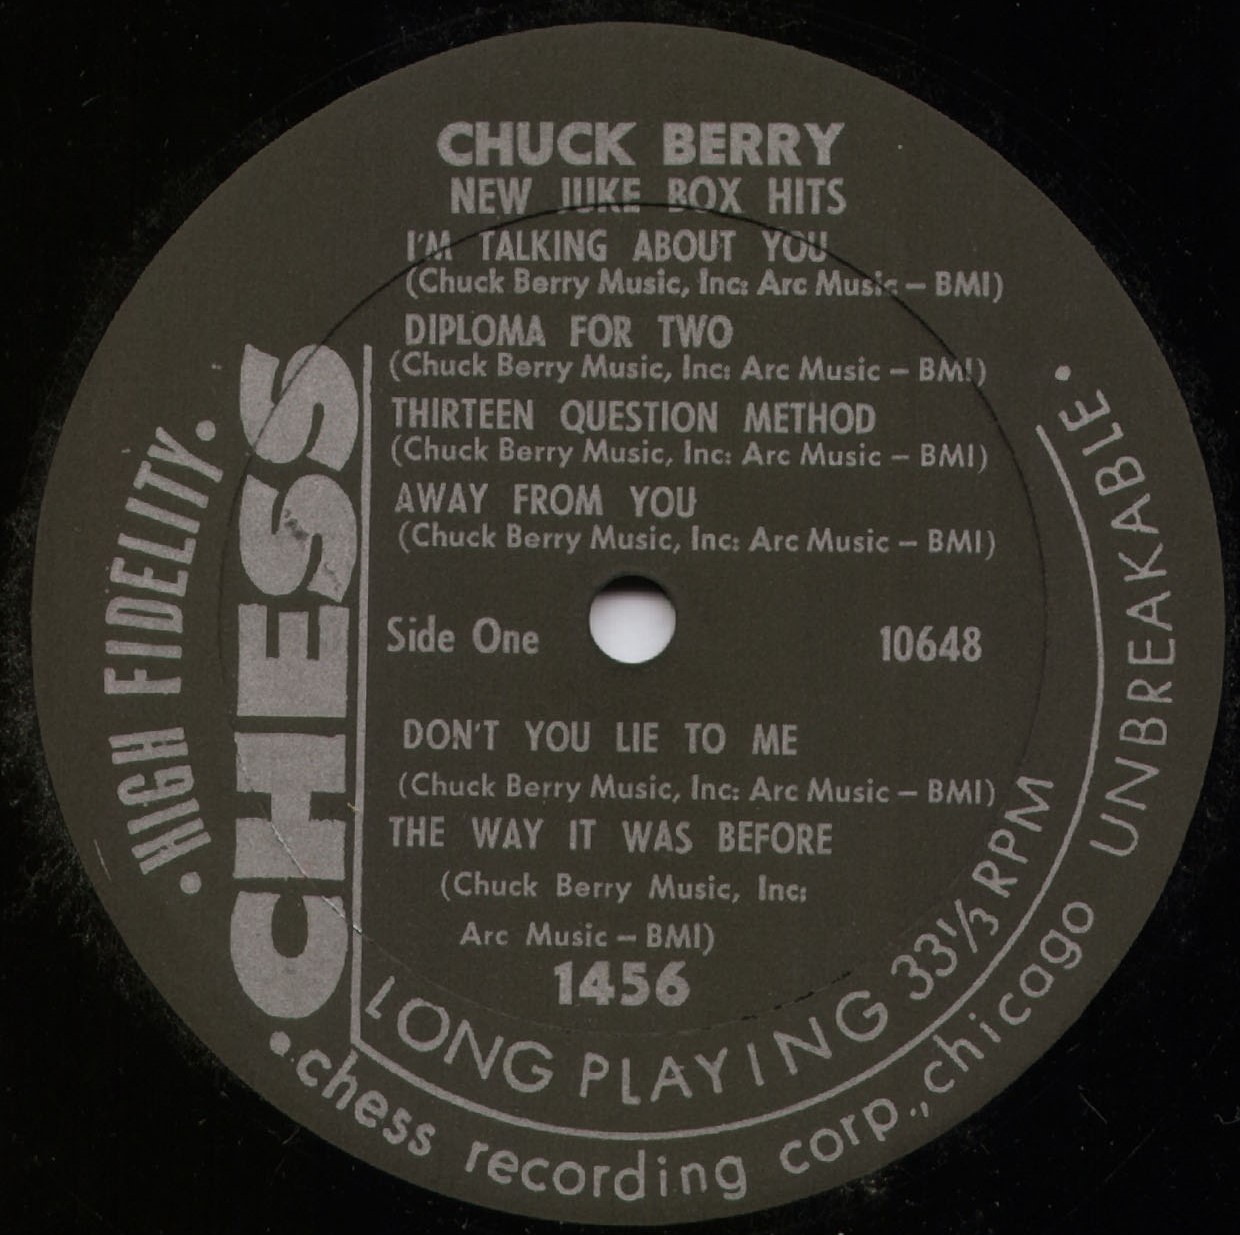 CHUCK BERRY
NEW JUKE BOX HITS
I'M TALKING ABOUT YOU
(Chuck Berry Music, Inc: Arc Music – BMI)
DIPLOMA FOR TWO
(Chuck Berry Music, Inc: Arc Music – BMI)
THIRTEEN QUESTION METHOD
(Chuck Berry Music, Inc: Arc Music – BMI)
AWAY FROM YOU
(Chuck Berry Music, Inc: Arc Music – BMI)
Side One 10648
DON'T YOU LIE TO ME
(Chuck Berry Music, Inc: Arc Music – BMI)
THE WAY IT WAS BEFORE
(Chuck Berry Music, Inc:
Arc Music – BMI)
1456
CHESS
• HIGH FIDELITY •
LONG PLAYING 33⅓ RPM
• chess recording corp., chicago UNBREAKABLE •